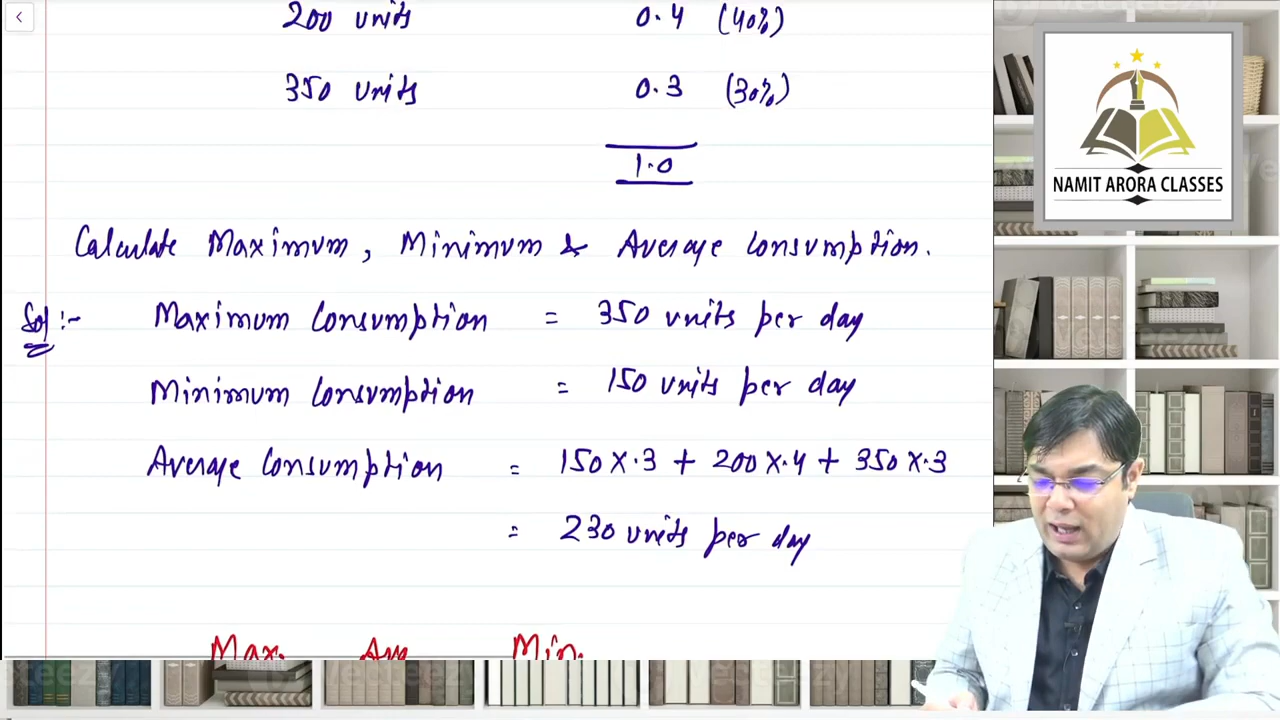 200 units 0.4 (40%)
350 units 0.3 (30%)
1.0
Calculate Maximum, Minimum & Average Consumption.
Sol :- Maximum Consumption = 350 units per day
Minimum Consumption = 150 units per day
Average Consumption = 150 X .3 + 200 X .4 + 350 X .3
= 230 units per day
Max. Avg Min.
NAMIT ARORA CLASSES